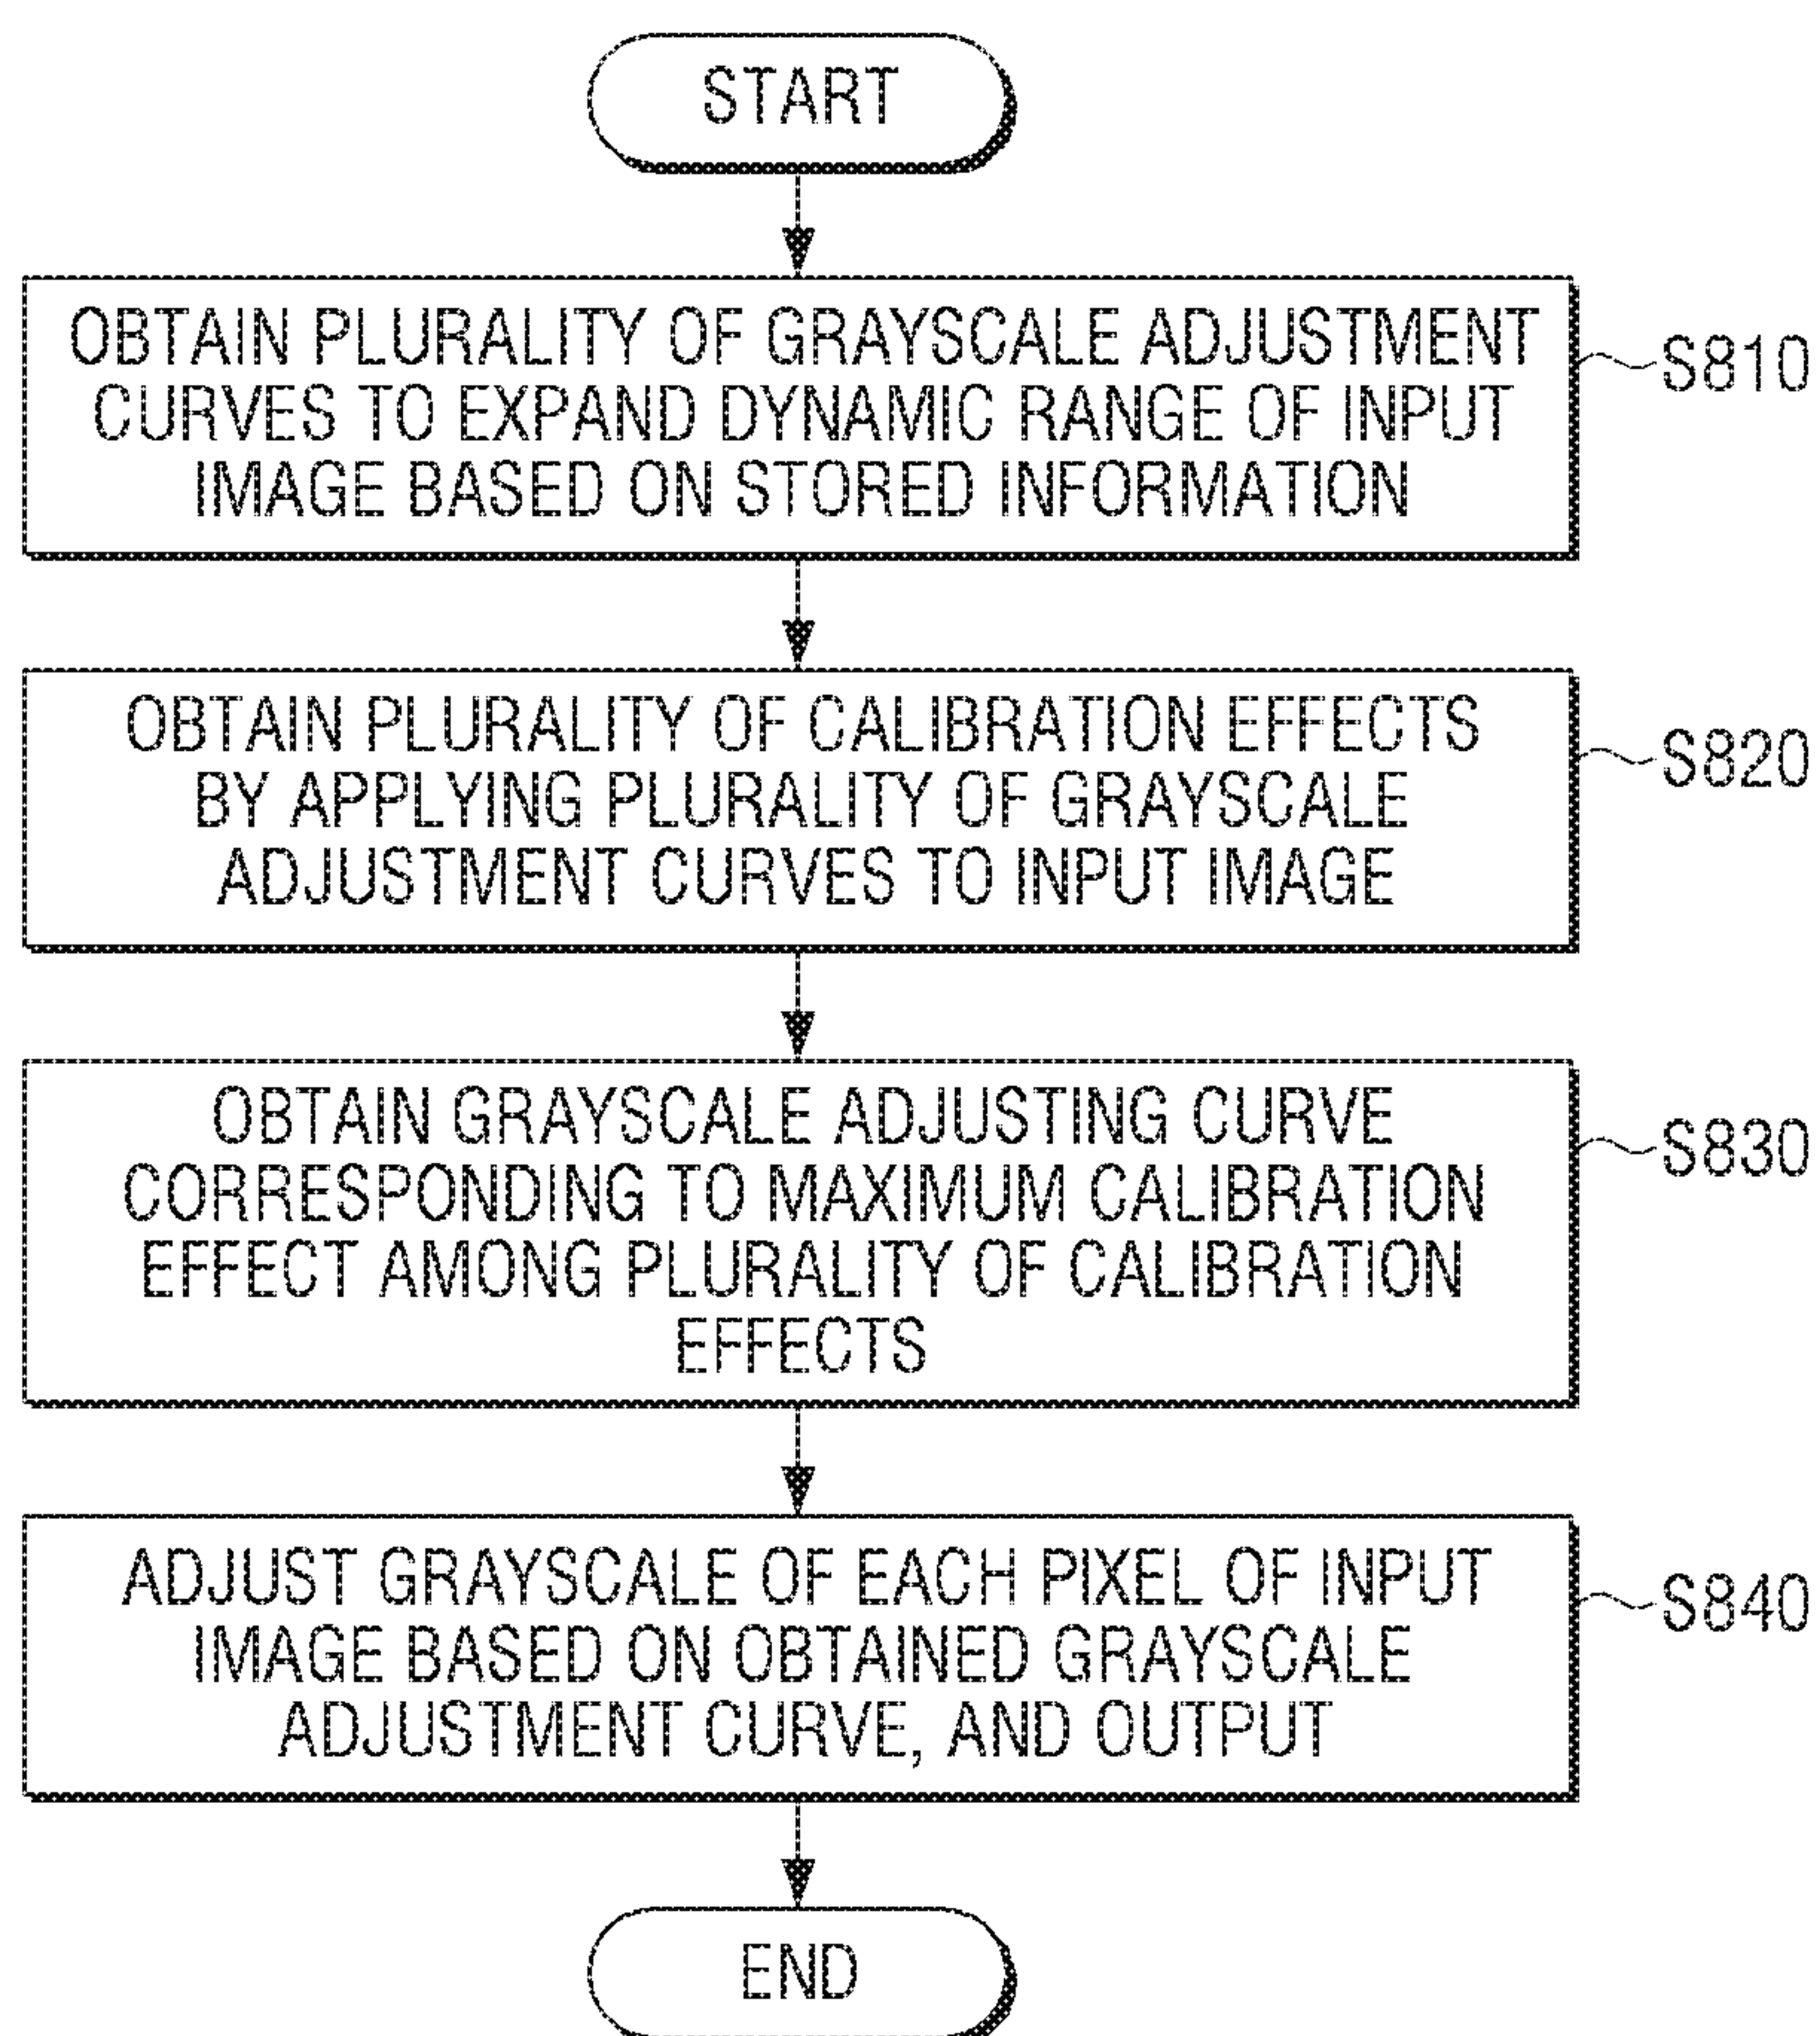 START
OBTAIN PLURALITY OF GRAYSCALE ADJUSTMENT
CURVES TO EXPAND DYNAMIC RANGE OF INPUT
IMAGE BASED ON STORED INFORMATION
S810
OBTAIN PLURALITY OF CALIBRATION EFFECTS
BY APPLYING PLURALITY OF GRAYSCALE
ADJUSTMENT CURVES TO INPUT IMAGE
S820
OBTAIN GRAYSCALE ADJUSTING CURVE
CORRESPONDING TO MAXIMUM CALIBRATION
EFFECT AMONG PLURALITY OF CALIBRATION
EFFECTS
S830
ADJUST GRAYSCALE OF EACH PIXEL OF INPUT
IMAGE BASED ON OBTAINED GRAYSCALE
ADJUSTMENT CURVE, AND OUTPUT
S840
END